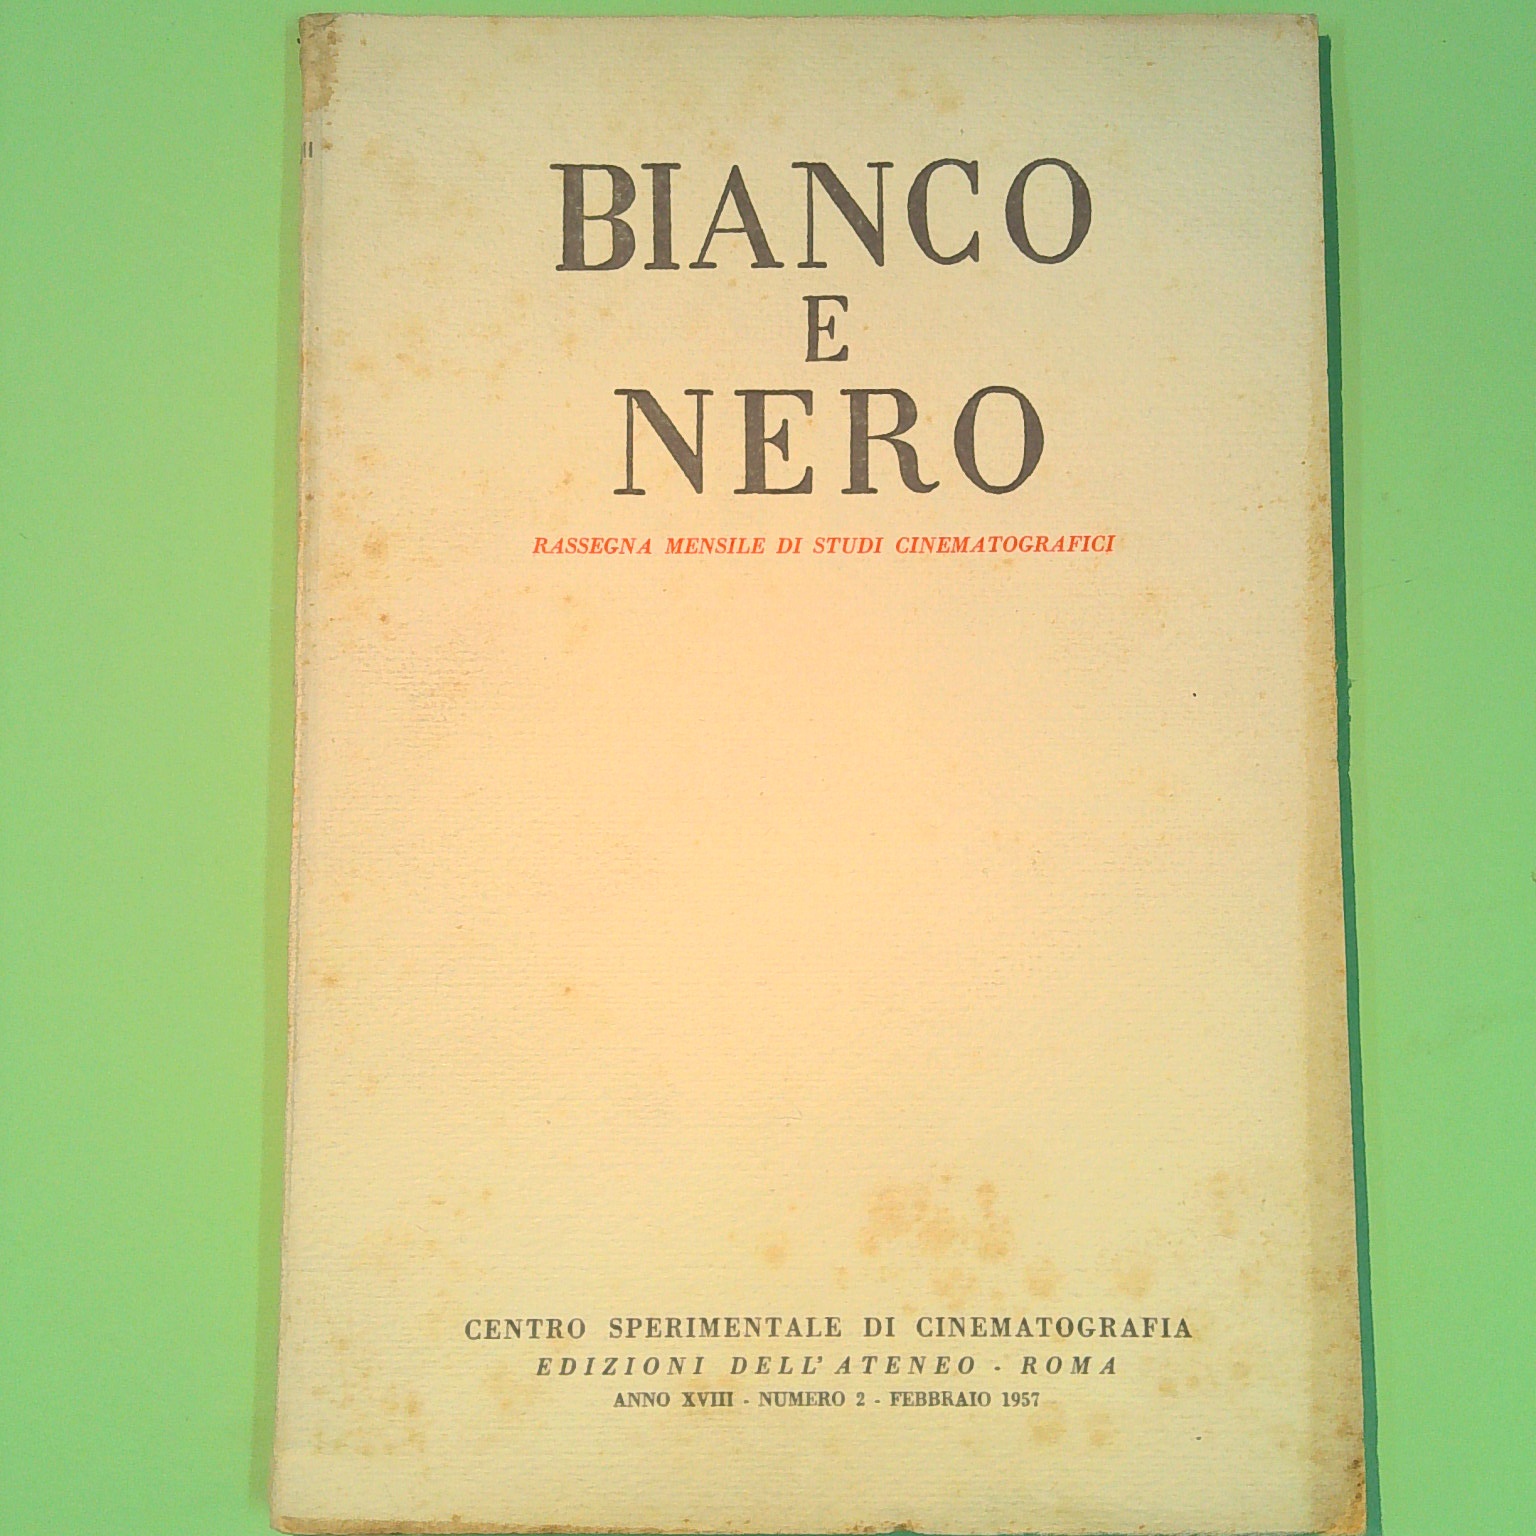 BIANCO
E
NERO
RASSEGNA MENSILE DI STUDI CINEMATOGRAFICI
CENTRO SPERIMENTALE DI CINEMATOGRAFIA
EDIZIONI DELL'ATENEO - ROMA
ANNO XVIII - NUMERO 2 - FEBBRAIO 1957